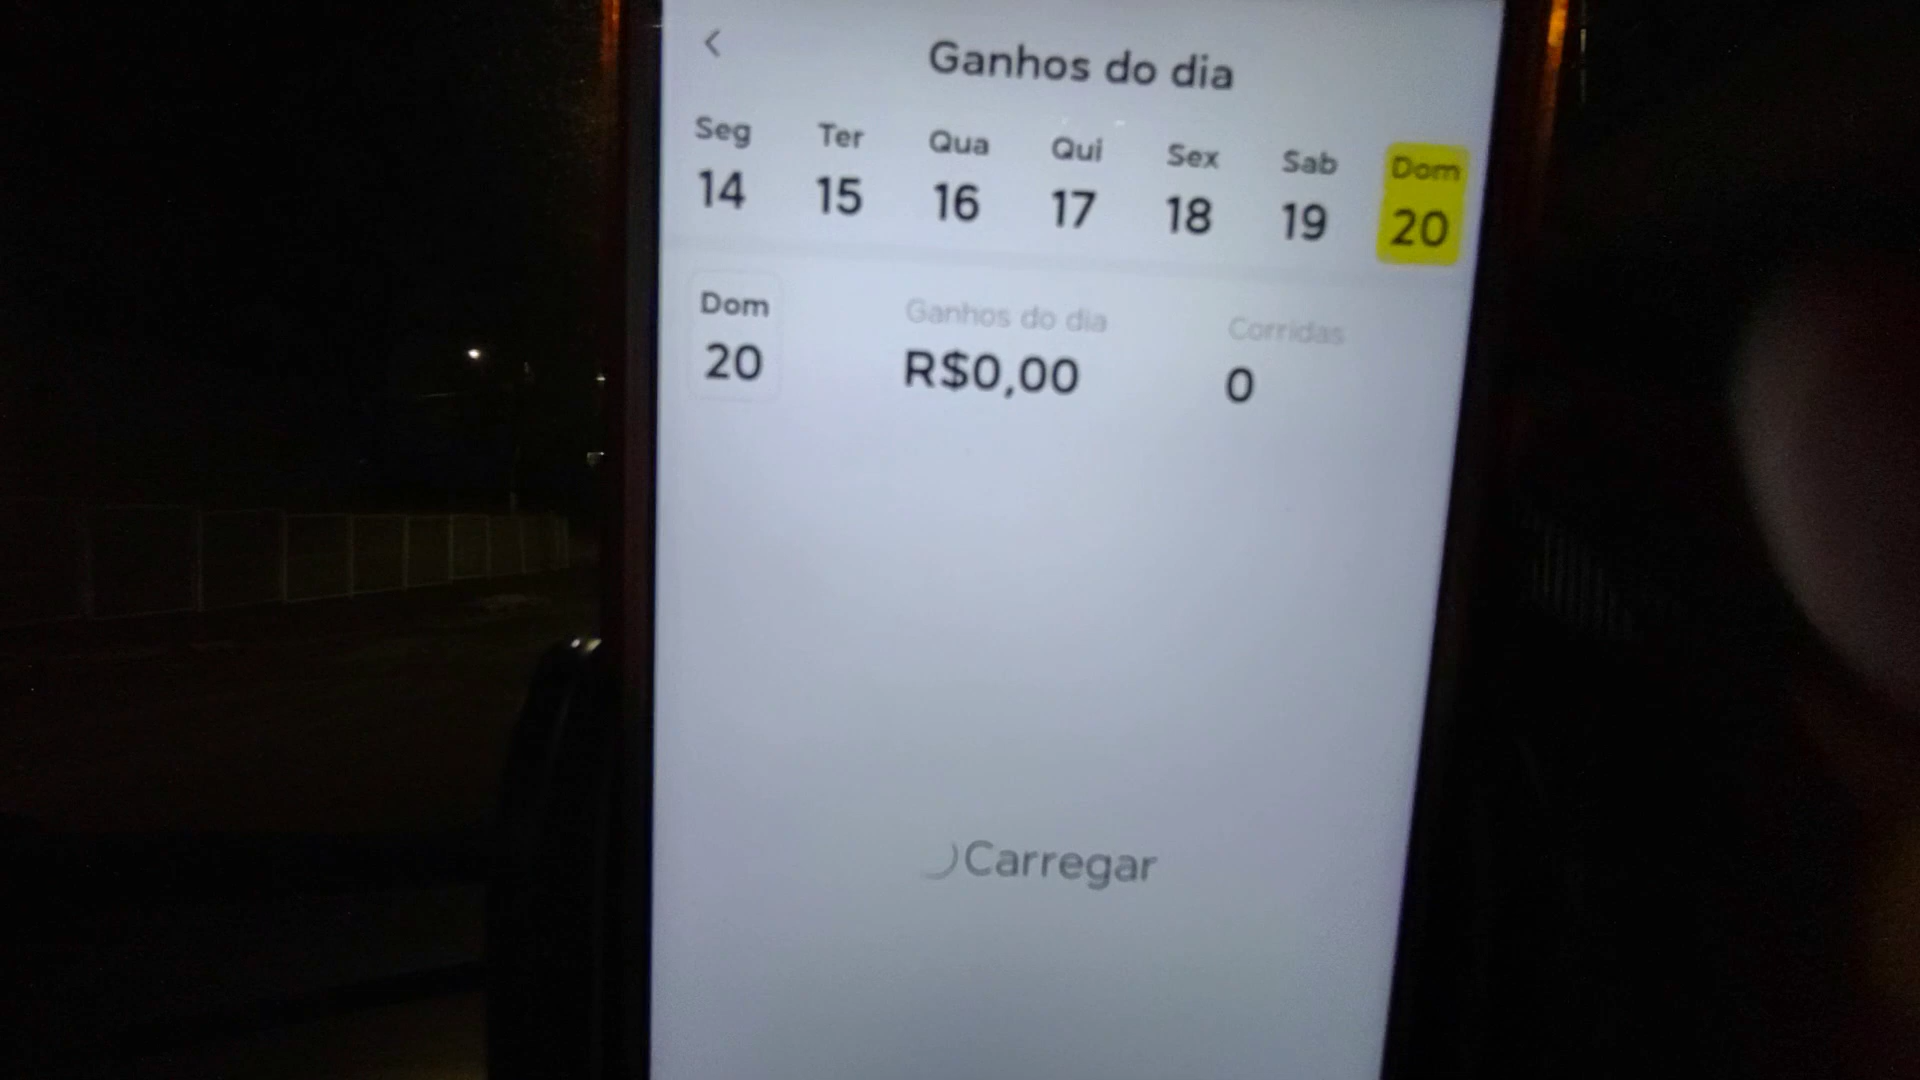 Ganhos do dia
Seg Ter Qua Qui Sex Sab Dom
14 15 16 17 18 19 20
Dom Ganhos do dia Corridas
20 R$0,00 0
Carregar